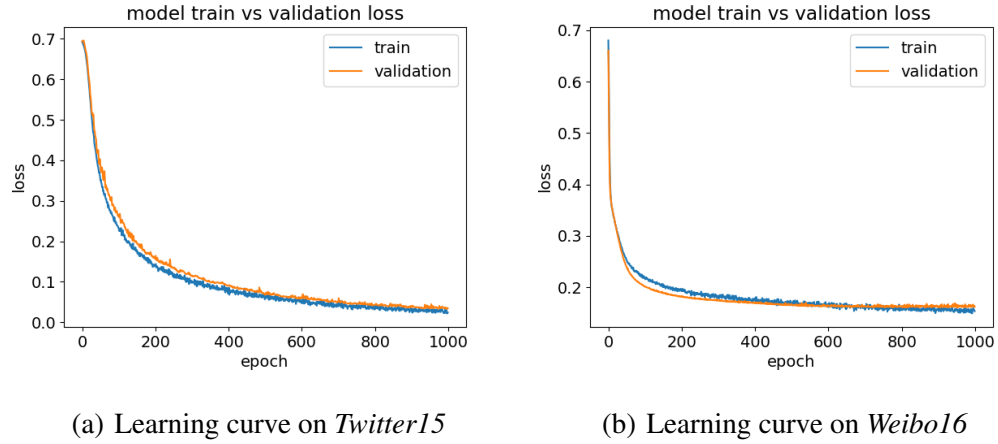 model train vs validation loss
train
validation
0.7
0.6
0.5
0.4
0.3
0.2
0.1
0.0
loss
0 200 400 600 800 1000
epoch
(a) Learning curve on Twitter15
model train vs validation loss
train
validation
0.7
0.6
0.5
0.4
0.3
0.2
loss
0 200 400 600 800 1000
epoch
(b) Learning curve on Weibo16